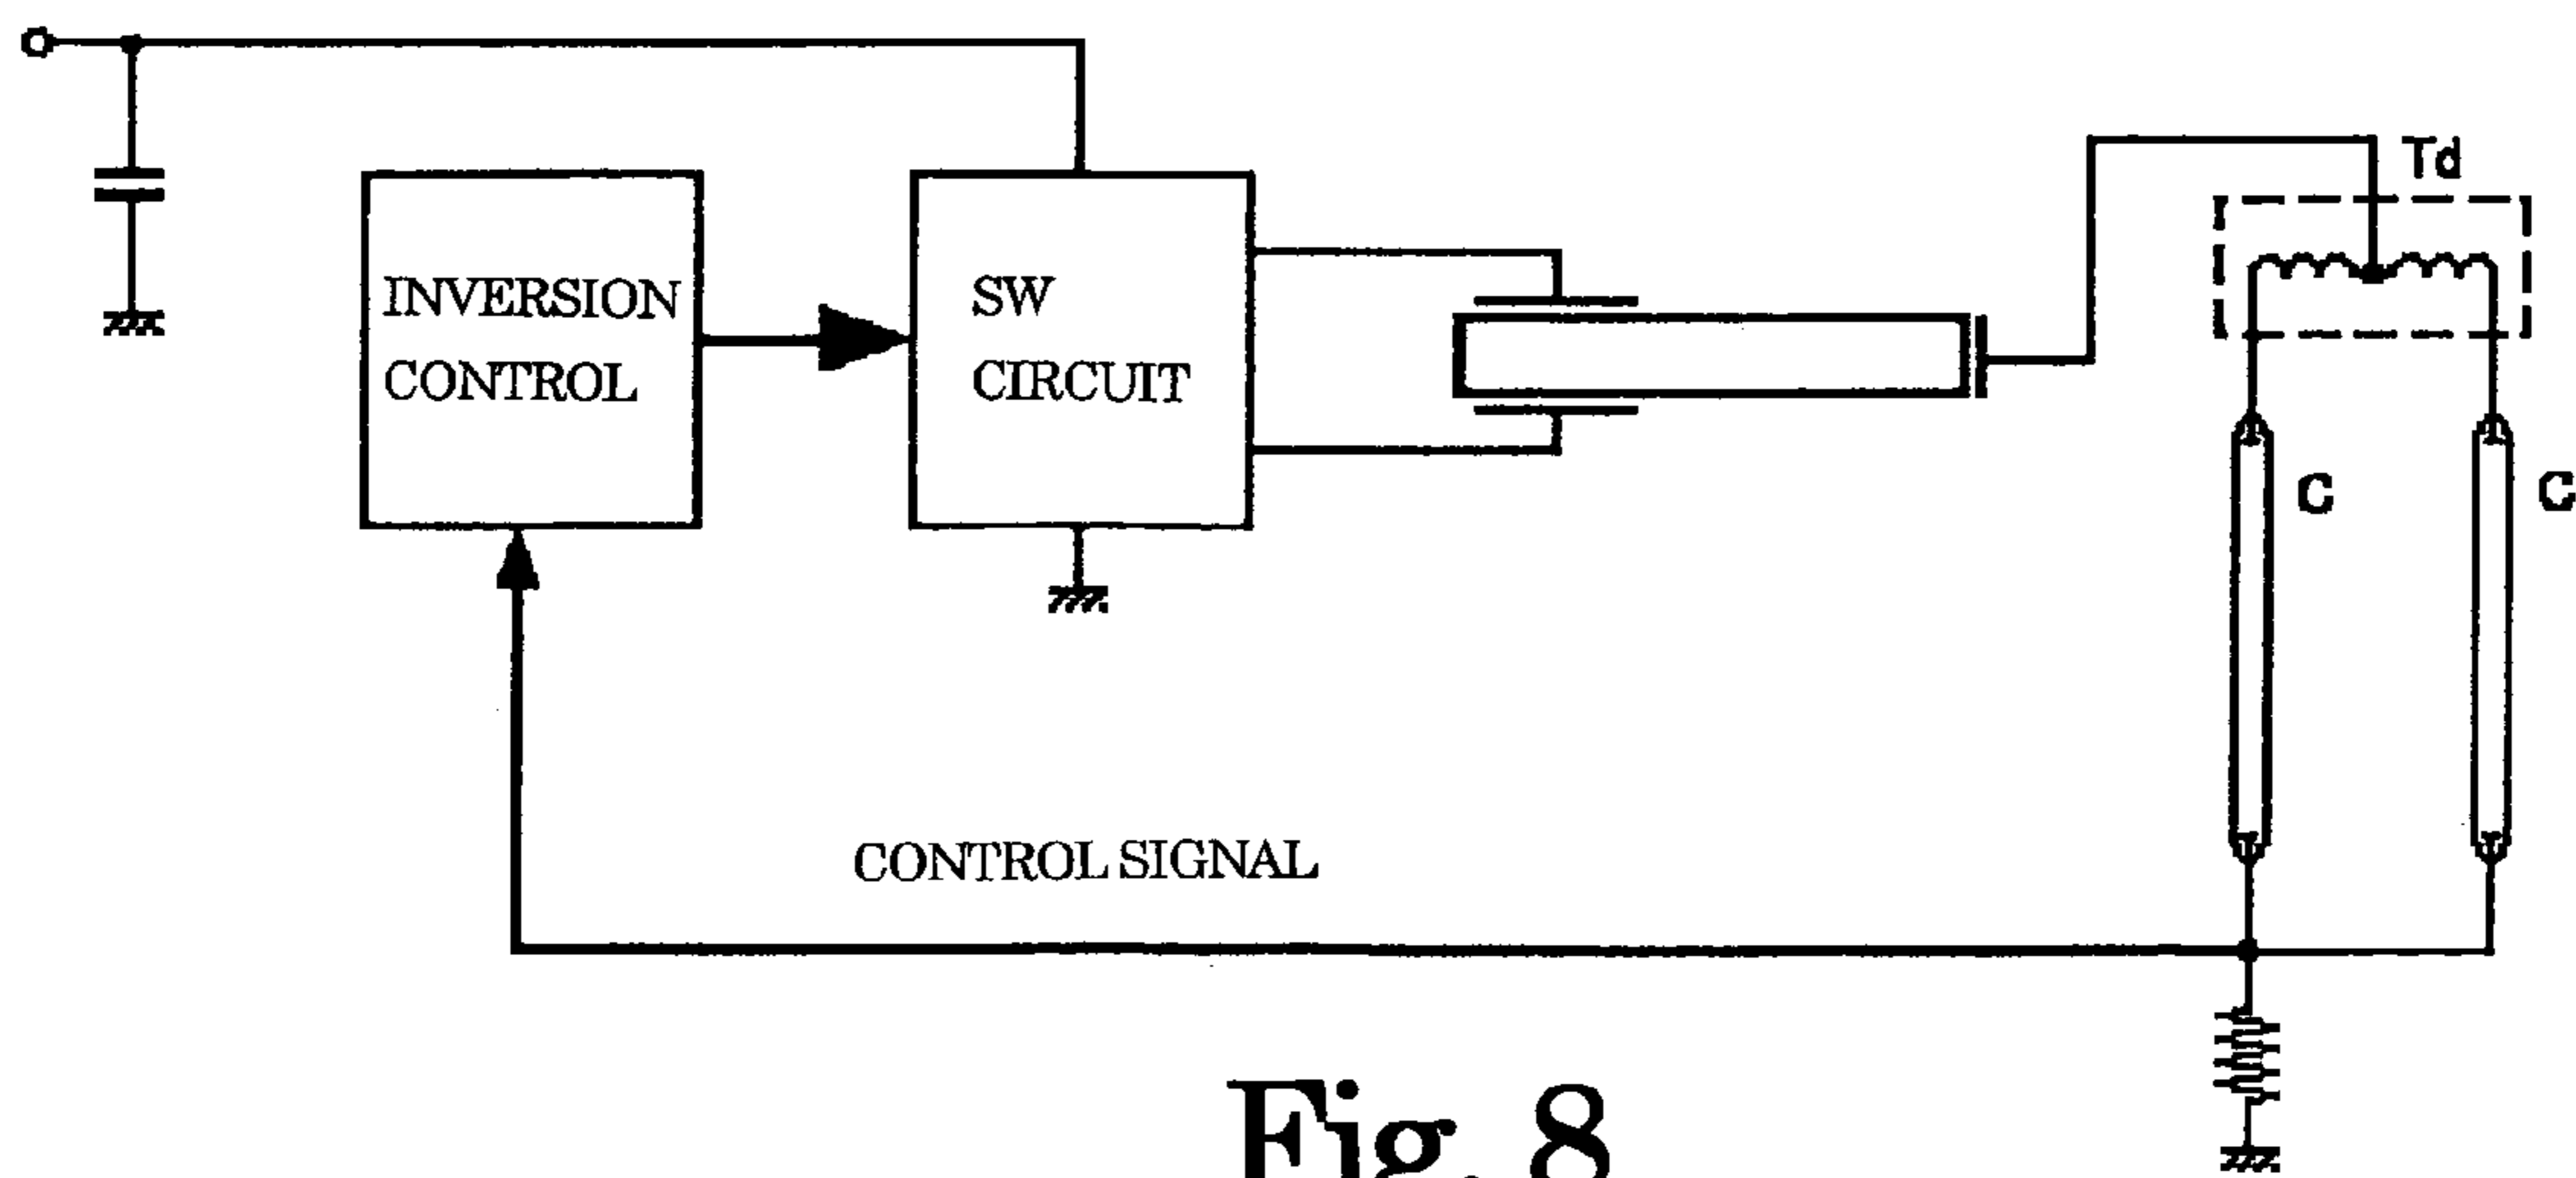 Td
INVERSION
CONTROL
SW
CIRCUIT
C
C
CONTROL SIGNAL
Fig. 8